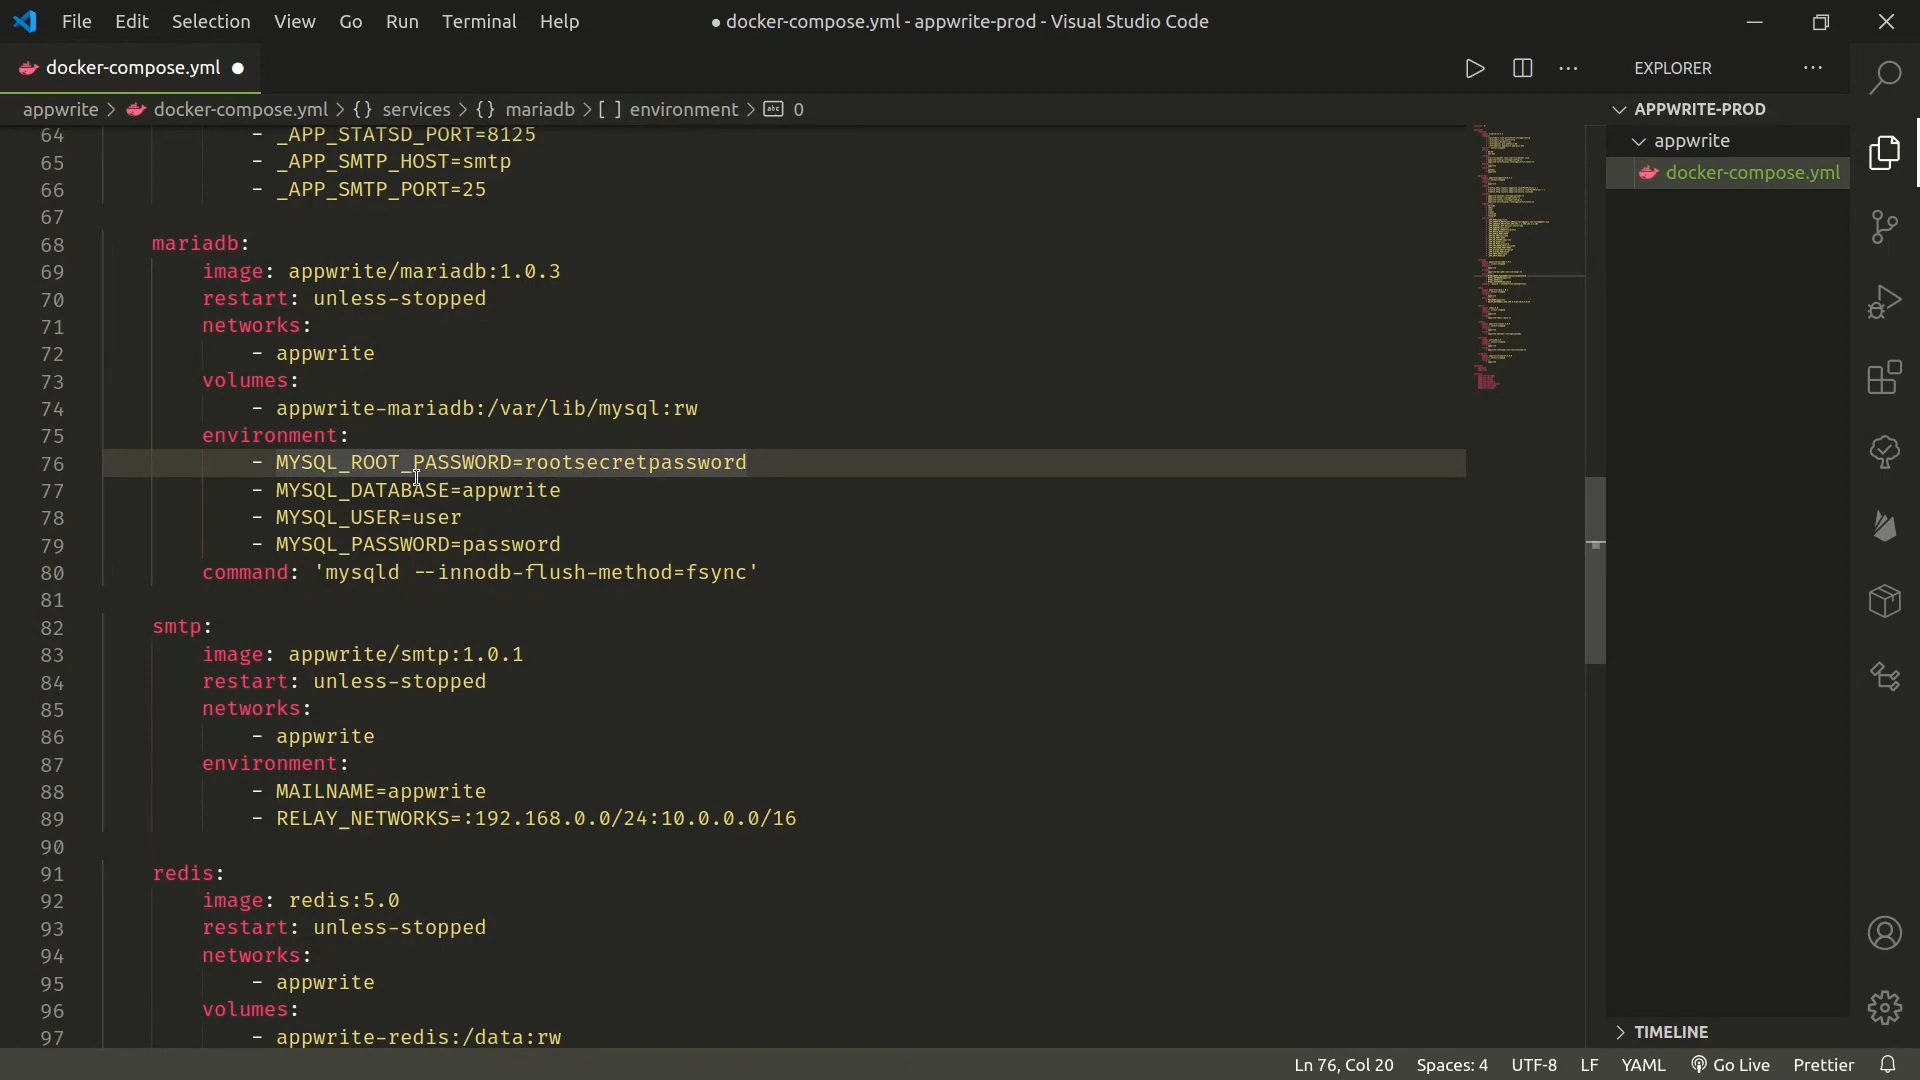 File Edit Selection View Go Run Terminal Help ● docker-compose.yml - appwrite-prod - Visual Studio Code
docker-compose.yml ● EXPLORER ...
appwrite > docker-compose.yml > {} services > {} mariadb > [ ] environment > abc 0
APPWRITE-PROD
appwrite
docker-compose.yml
64 - _APP_STATSD_PORT=8125
65 - _APP_SMTP_HOST=smtp
66 - _APP_SMTP_PORT=25
67
68 mariadb:
69 image: appwrite/mariadb:1.0.3
70 restart: unless-stopped
71 networks:
72 - appwrite
73 volumes:
74 - appwrite-mariadb:/var/lib/mysql:rw
75 environment:
76 - MYSQL_ROOT_PASSWORD=rootsecretpassword
77 - MYSQL_DATABASE=appwrite
78 - MYSQL_USER=user
79 - MYSQL_PASSWORD=password
80 command: 'mysqld --innodb-flush-method=fsync'
81
82 smtp:
83 image: appwrite/smtp:1.0.1
84 restart: unless-stopped
85 networks:
86 - appwrite
87 environment:
88 - MAILNAME=appwrite
89 - RELAY_NETWORKS=:192.168.0.0/24:10.0.0.0/16
90
91 redis:
92 image: redis:5.0
93 restart: unless-stopped
94 networks:
95 - appwrite
96 volumes:
97 - appwrite-redis:/data:rw
TIMELINE
Ln 76, Col 20 Spaces: 4 UTF-8 LF YAML Go Live Prettier